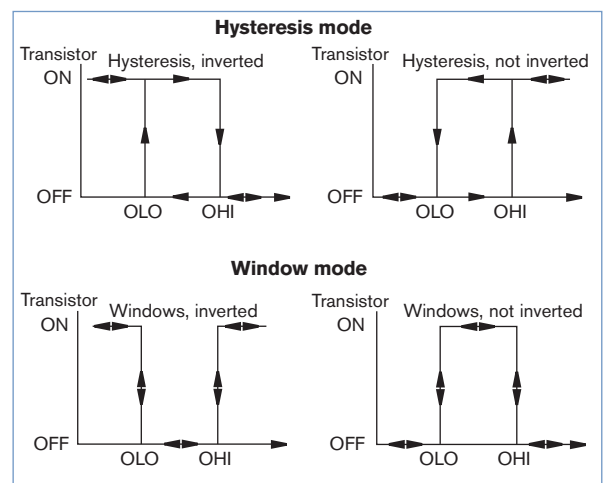 Hysteresis mode
Transistor Hysteresis, inverted
ON
OFF
OLO OHI
Transistor Hysteresis, not inverted
ON
OFF
OLO OHI
Window mode
Transistor Windows, inverted
ON
OFF
OLO OHI
Transistor Windows, not inverted
ON
OFF
OLO OHI